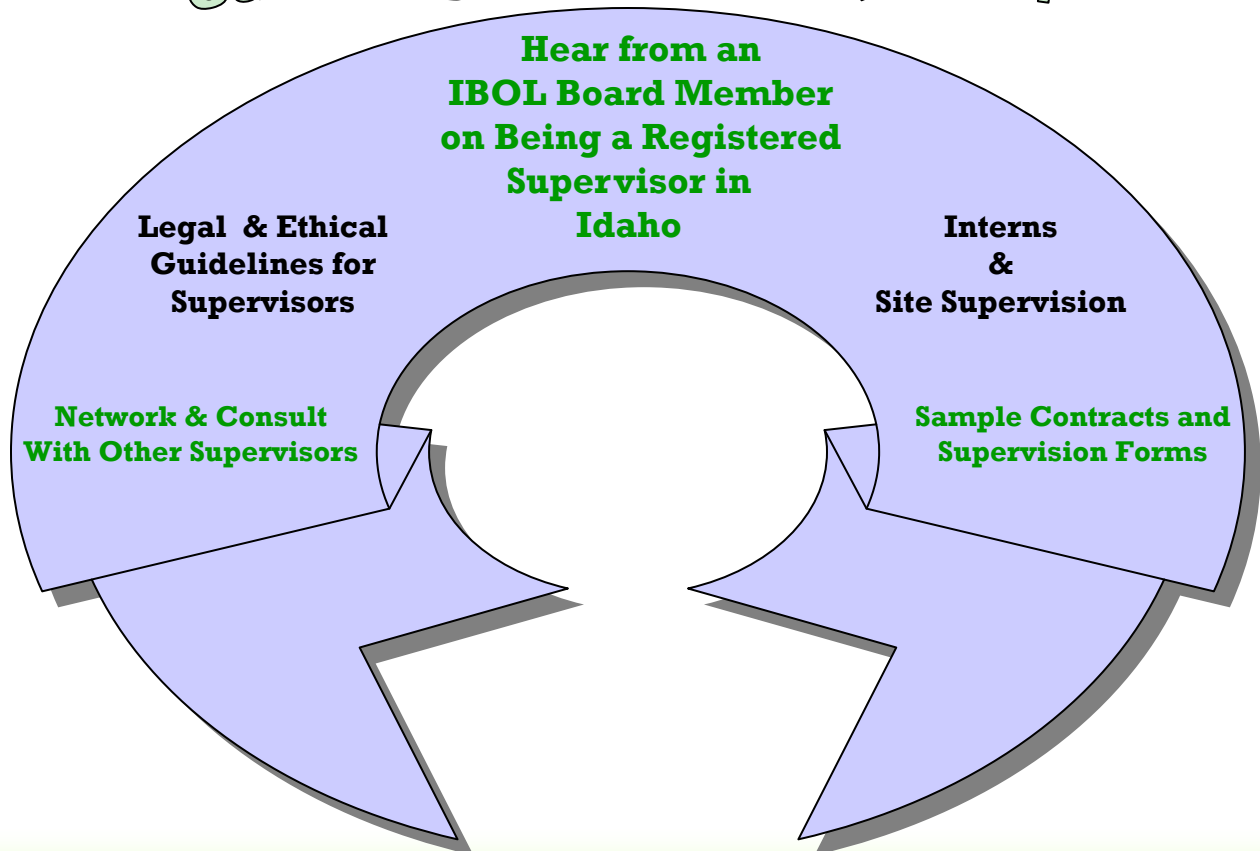 Hear from an
IBOL Board Member
on Being a Registered
Supervisor in
Idaho
Legal & Ethical
Guidelines for
Supervisors
Interns
&
Site Supervision
Network & Consult
With Other Supervisors
Sample Contracts and
Supervision Forms